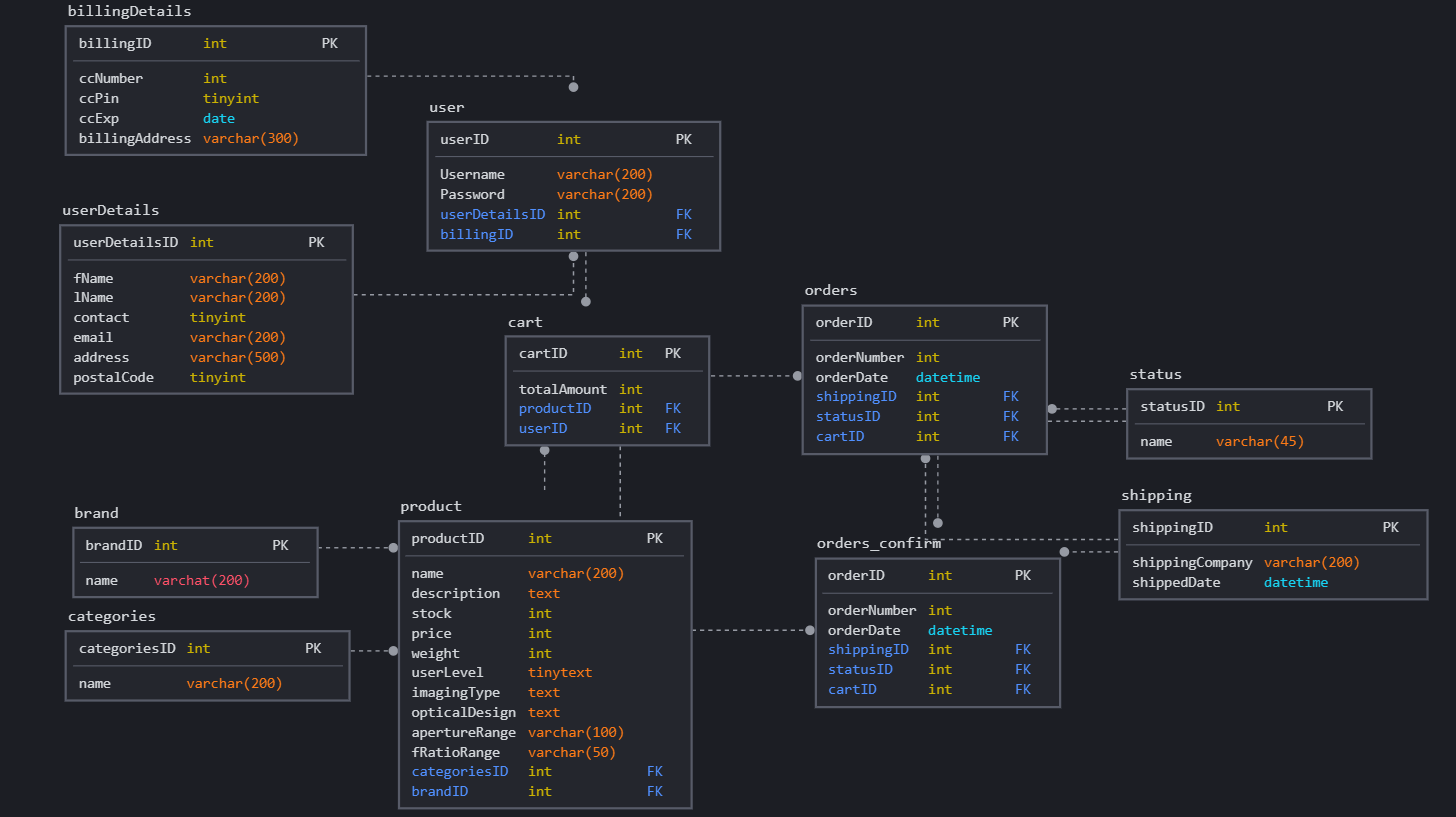 billingDetails
billingID int PK
ccNumber int
ccPin tinyint
ccExp date
billingAddress varchar(300)
user
userID int PK
Username varchar(200)
Password varchar(200)
userDetailsID int FK
billingID int FK
userDetails
userDetailsID int PK
fName varchar(200)
lName varchar(200)
contact tinyint
email varchar(200)
address varchar(500)
postalCode tinyint
cart
cartID int PK
totalAmount int
productID int FK
userID int FK
orders
orderID int PK
orderNumber int
orderDate datetime
shippingID int FK
statusID int FK
cartID int FK
status
statusID int PK
name varchar(45)
brand
brandID int PK
name varchat(200)
categories
categoriesID int PK
name varchar(200)
product
productID int PK
name varchar(200)
description text
stock int
price int
weight int
userLevel tinytext
imagingType text
opticalDesign text
apertureRange varchar(100)
fRatioRange varchar(50)
categoriesID int FK
brandID int FK
orders_confirm
orderID int PK
orderNumber int
orderDate datetime
shippingID int FK
statusID int FK
cartID int FK
shipping
shippingID int PK
shippingCompany varchar(200)
shippedDate datetime